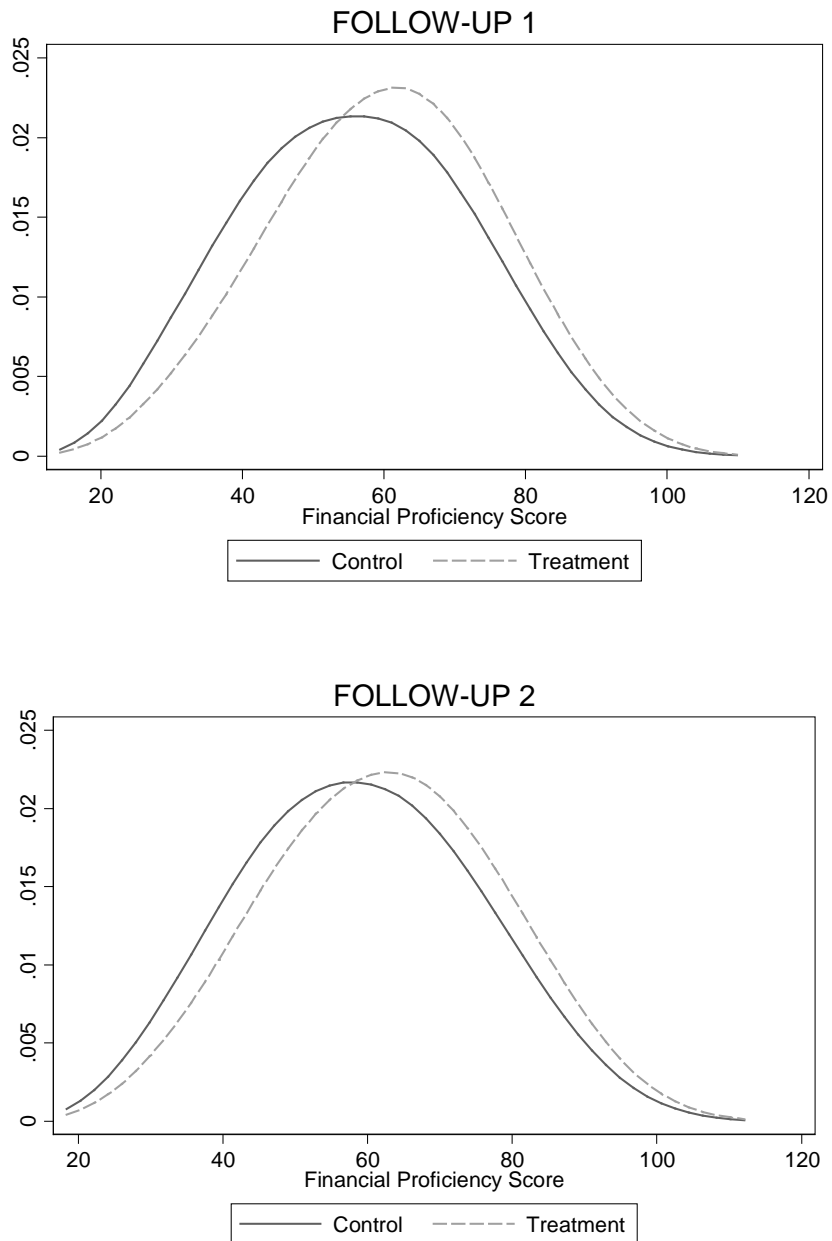 FOLLOW-UP 1
.025
.02
.015
.01
.005
0
20 40 60 80 100 120
Financial Proficiency Score
Control Treatment
FOLLOW-UP 2
.025
.02
.015
.01
.005
0
20 40 60 80 100 120
Financial Proficiency Score
Control Treatment